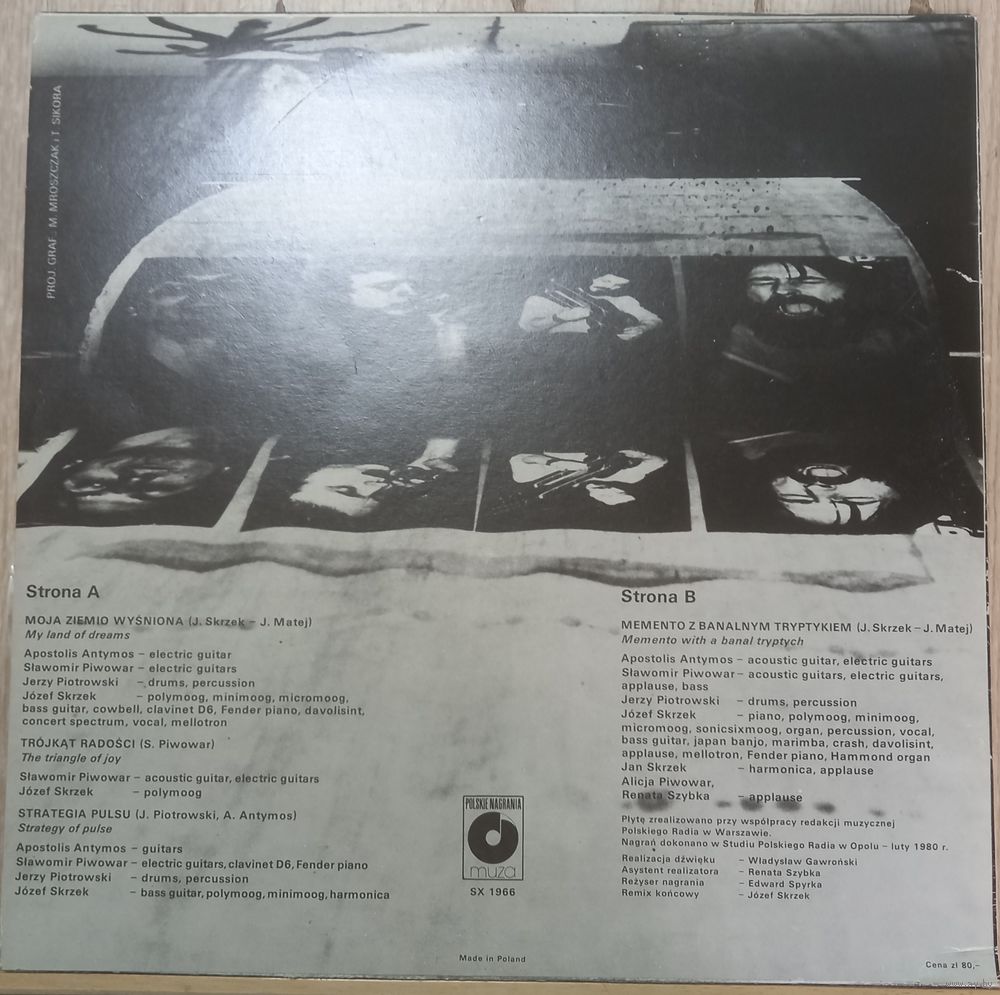 PROJ. GRAF. M. MROSZCZAK i T. SIKORA
Strona A
MOJA ZIEMIO WYŚNIONA (J. Skrzek – J. Matej)
My land of dreams
Apostolis Antymos – electric guitar
Sławomir Piwowar – electric guitars
Jerzy Piotrowski – drums, percussion
Józef Skrzek – polymoog, minimoog, micromoog,
bass guitar, cowbell, clavinet D6, Fender piano, davolisint,
concert spectrum, vocal, mellotron
TRÓJKĄT RADOŚCI (S. Piwowar)
The triangle of joy
Sławomir Piwowar – acoustic guitar, electric guitars
Józef Skrzek – polymoog
STRATEGIA PULSU (J. Piotrowski, A. Antymos)
Strategy of pulse
Apostolis Antymos – guitars
Sławomir Piwowar – electric guitars, clavinet D6, Fender piano
Jerzy Piotrowski – drums, percussion
Józef Skrzek – bass guitar, polymoog, minimoog, harmonica
POLSKIE NAGRANIA
muza
SX 1966
Made in Poland
Strona B
MEMENTO Z BANALNYM TRYPTYKIEM (J. Skrzek – J. Matej)
Memento with a banal tryptych
Apostolis Antymos – acoustic guitar, electric guitars
Sławomir Piwowar – acoustic guitars, electric guitars,
applause, bass
Jerzy Piotrowski – drums, percussion
Józef Skrzek – piano, polymoog, minimoog,
micromoog, sonicsixmoog, organ, percussion, vocal,
bass guitar, japan banjo, marimba, crash, davolisint,
applause, mellotron, Fender piano, Hammond organ
Jan Skrzek – harmonica, applause
Alicja Piwowar,
Renata Szybka – applause
Płytę zrealizowano przy współpracy redakcji muzycznej
Polskiego Radia w Warszawie.
Nagrań dokonano w Studiu Polskiego Radia w Opolu – luty 1980 r.
Realizacja dźwięku – Władysław Gawroński
Asystent realizatora – Renata Szybka
Reżyser nagrania – Edward Spyrka
Remix końcowy – Józef Skrzek
Cena zł 80,–
www.ay.by